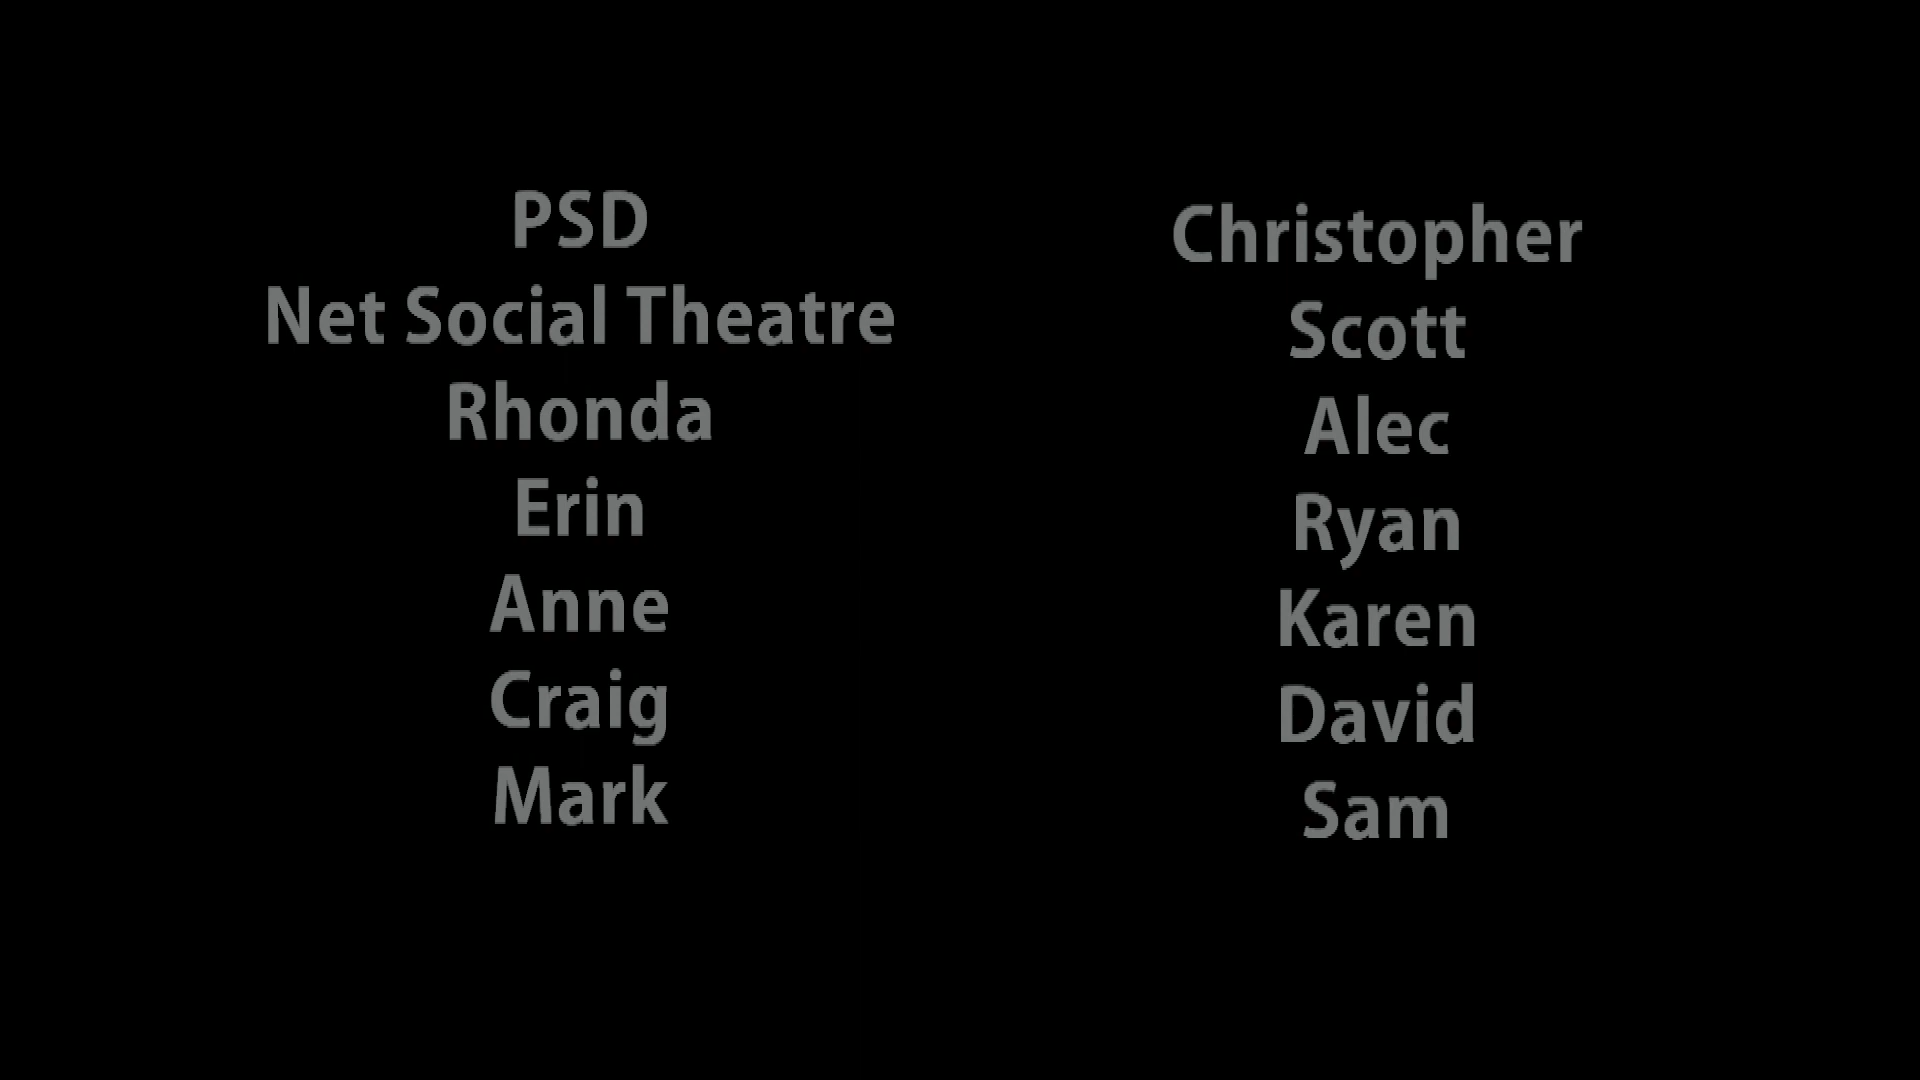 PSD
Net Social Theatre
Rhonda
Erin
Anne
Craig
Mark
Christopher
Scott
Alec
Ryan
Karen
David
Sam